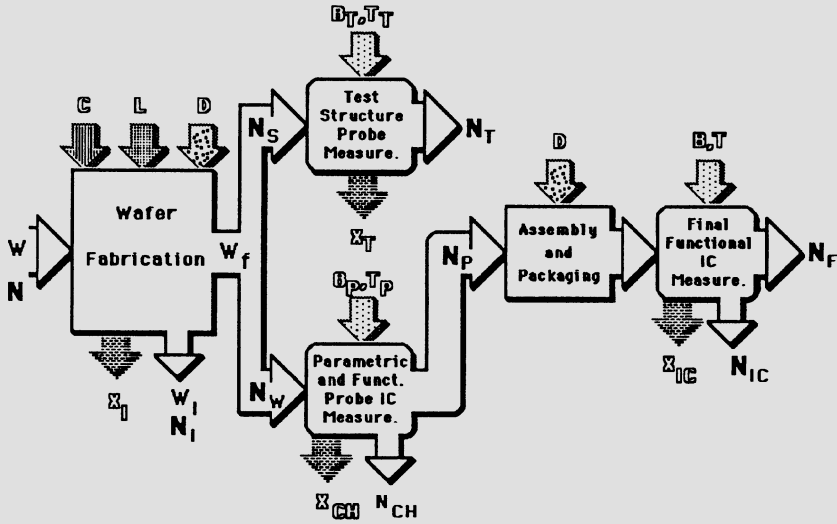 B_T,T_T
C L D
N_S
Test
Structure
Probe
Measure.
N_T
W
N
Wafer
Fabrication
W_f
X_T
X_I
W_I
N_I
B_P,T_P
N_W
Parametric
and Funct.
Probe IC
Measure.
X_CH
N_CH
N_P
D
Assembly
and
Packaging
B,T
Final
Functional
IC
Measure.
N_F
X_IC
N_IC